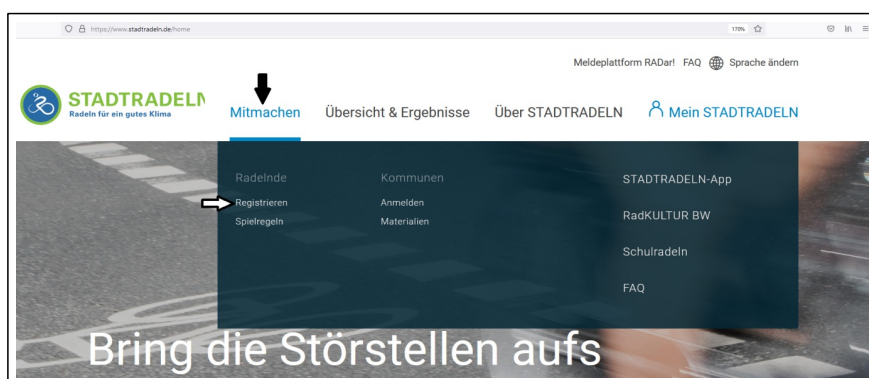 https://www.stadtradeln.de/home
170%
Meldeplattform RADar! FAQ Sprache ändern
STADTRADELN
Radeln für ein gutes Klima
Mitmachen Übersicht & Ergebnisse Über STADTRADELN Mein STADTRADELN
Radelnde Kommunen STADTRADELN-App
Registrieren Anmelden
Spielregeln Materialien RadKULTUR BW
Schulradeln
FAQ
Bring die Störstellen aufs